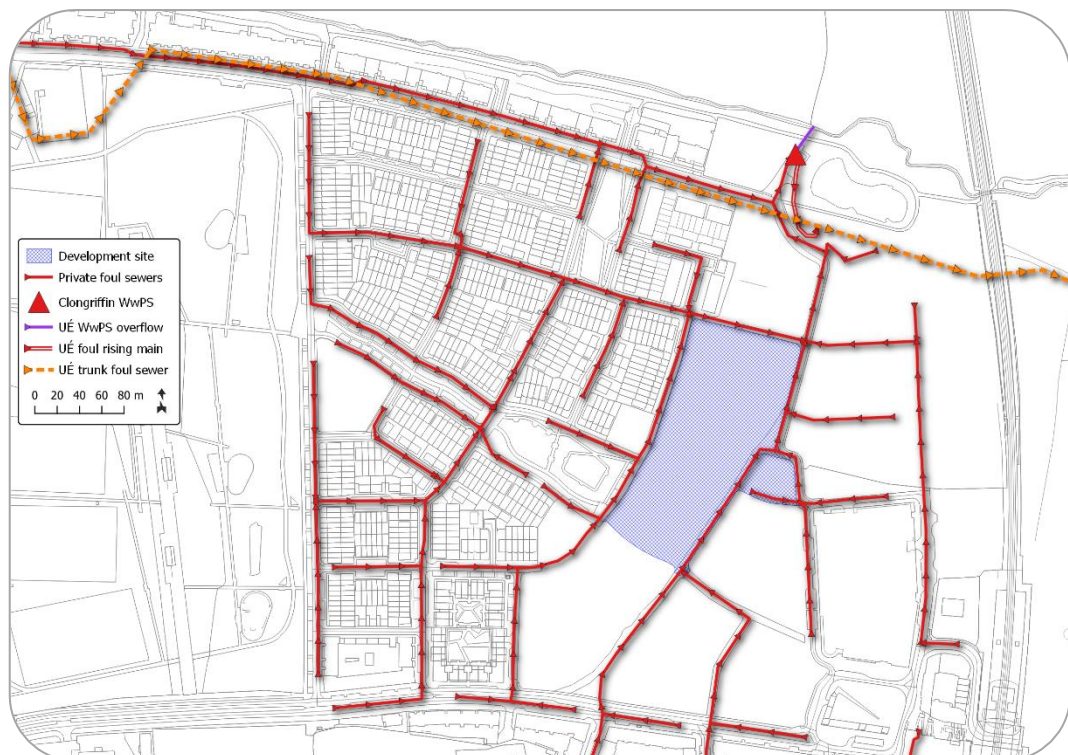 Development site
Private foul sewers
Clongriffin WwPS
UÉ WwPS overflow
UÉ foul rising main
UÉ trunk foul sewer
0 20 40 60 80 m